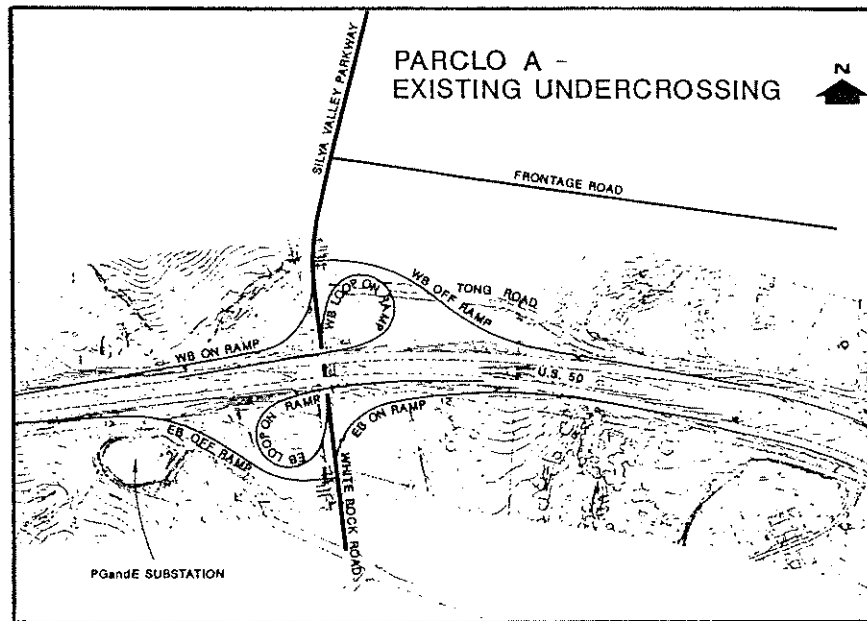 PARCLO A -
EXISTING UNDERCROSSING
N
SILVA VALLEY PARKWAY
FRONTAGE ROAD
TONG ROAD
WB OFF RAMP
WB LOOP ON RAMP
WB ON RAMP
U.S. 50
EB LOOP ON RAMP
EB ON RAMP
EB OFF RAMP
WHITE ROCK ROAD
PGandE SUBSTATION